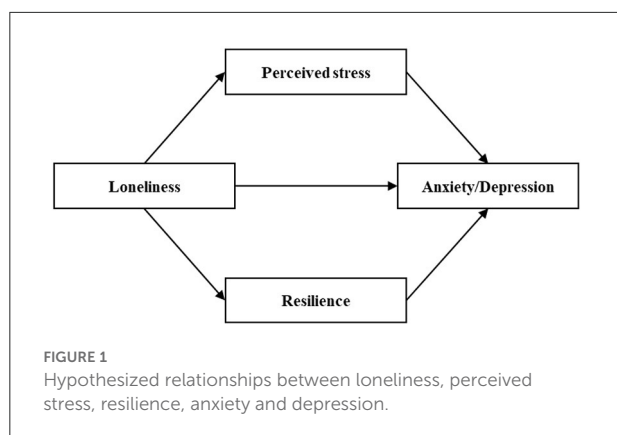 Perceived stress
Loneliness
Anxiety/Depression
Resilience
FIGURE 1
Hypothesized relationships between loneliness, perceived
stress, resilience, anxiety and depression.